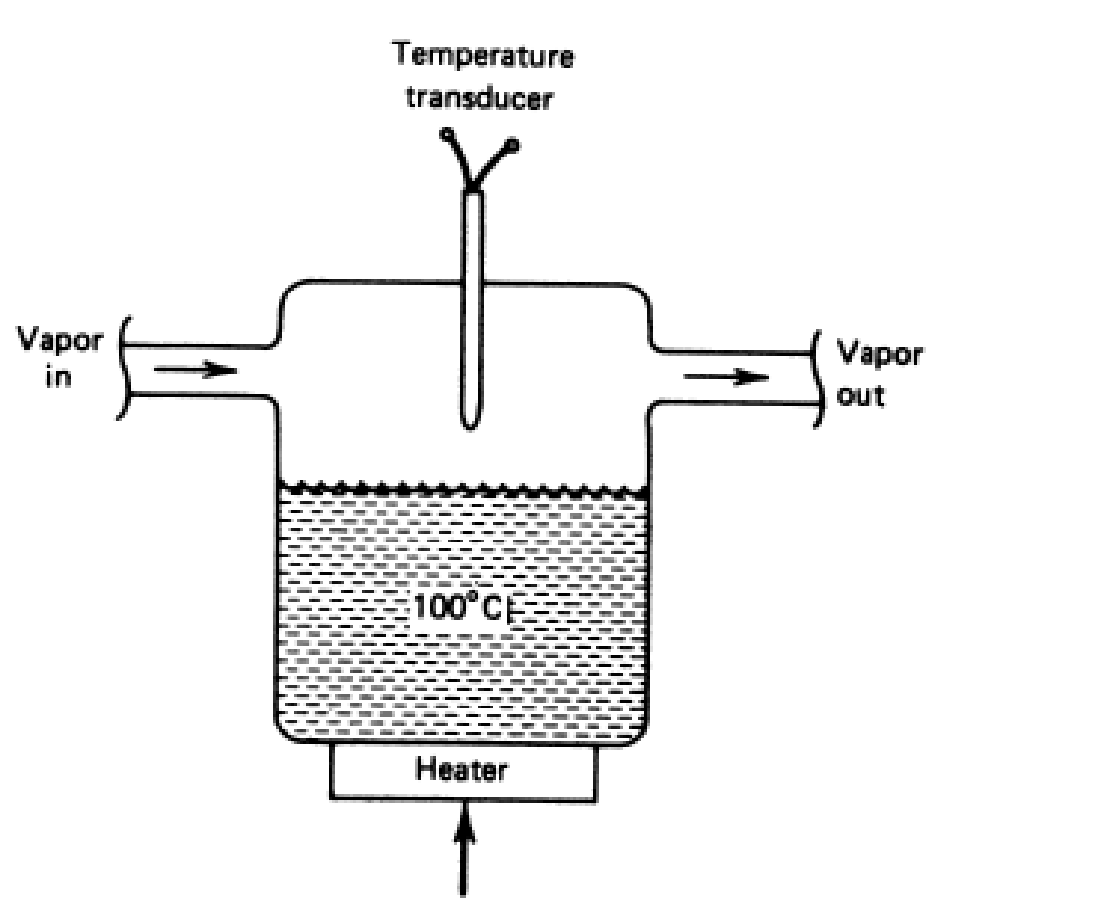 Temperature
transducer
Vapor
in
Vapor
out
100°C
Heater